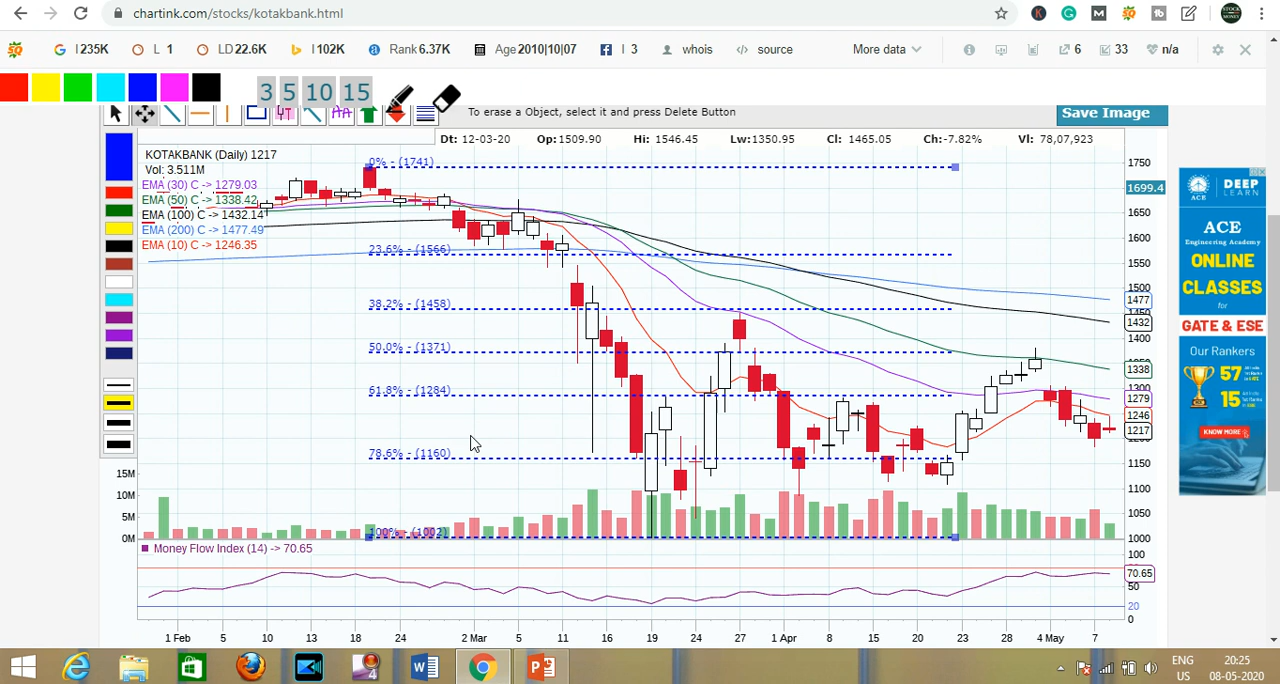 chartink.com/stocks/kotakbank.html
I 235K
L 1
LD 22.6K
I 102K
Rank 6.37K
Age 2010|10|07
I 3
whois
source
More data
6
33
n/a
3 5 10 15
To erase a Object, select it and press Delete Button
Save Image
Dt: 12-03-20 Op:1509.90 Hi: 1546.45 Lw:1350.95 Cl: 1465.05 Ch:-7.82% Vl: 78,07,923
KOTAKBANK (Daily) 1217
Vol: 3.511M
EMA (30) C -> 1279.03
EMA (50) C -> 1338.42
EMA (100) C -> 1432.14
EMA (200) C -> 1477.49
EMA (10) C -> 1246.35
0% - (1741)
23.6% - (1566)
38.2% - (1458)
50.0% - (1371)
61.8% - (1284)
78.6% - (1160)
100% - (1002)
1750
1699.4
1650
1600
1550
1500
1477
1450
1432
1400
1350
1338
1300
1279
1246
1217
1200
1150
1100
1050
1000
15M
10M
5M
0M
Money Flow Index (14) -> 70.65
100
70.65
50
20
0
1 Feb 5 10 13 18 24 2 Mar 5 11 16 19 24 27 1 Apr 8 15 20 23 28 4 May 7
ACE
DEEP
LEARN
ACE
Engineering Academy
ONLINE
CLASSES
for
GATE & ESE
Our Rankers
57
15
KNOW MORE
ENG
US
20:25
08-05-2020